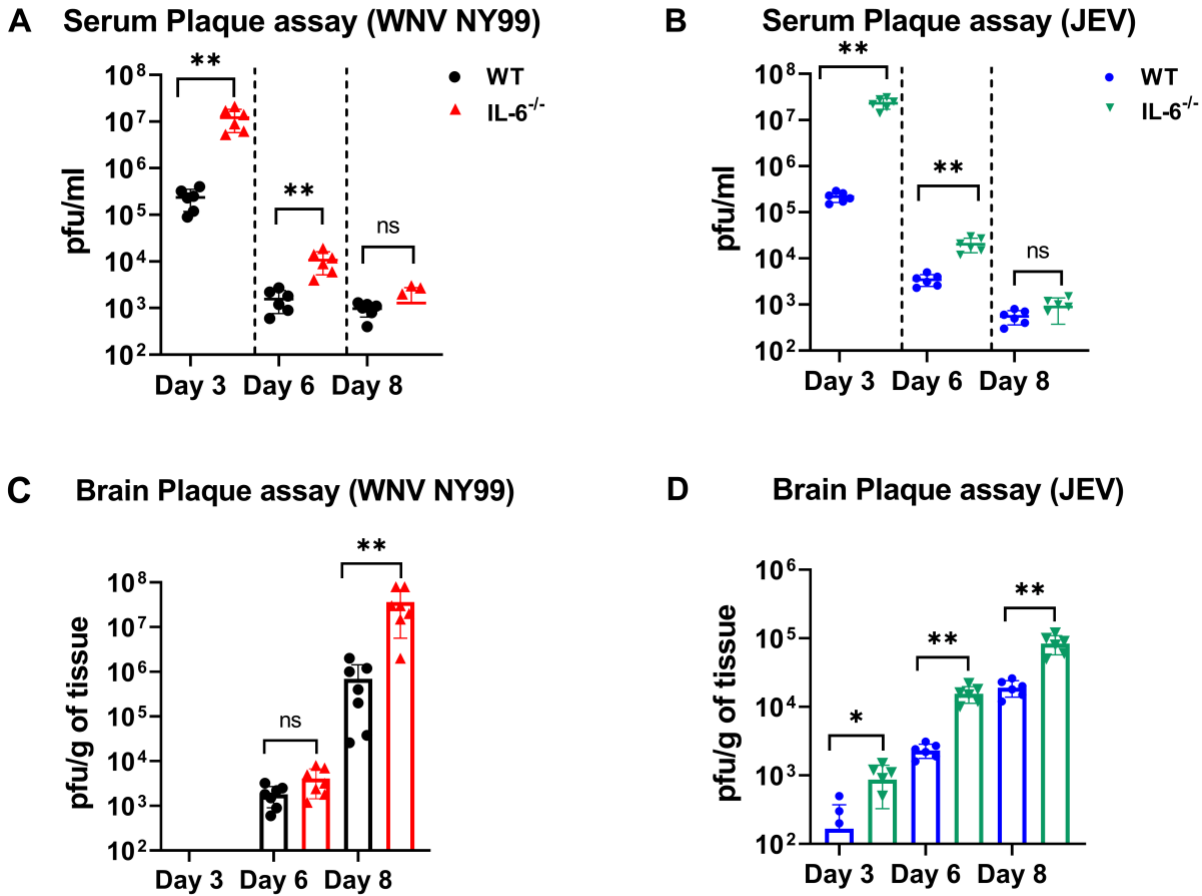 A Serum Plaque assay (WNV NY99)
**
** 
ns
WT
IL-6-/-
pfu/ml
10⁸
10⁷
10⁶
10⁵
10⁴
10³
10²
Day 3 Day 6 Day 8
B Serum Plaque assay (JEV)
**
**
ns
WT
IL-6-/-
pfu/ml
10⁸
10⁷
10⁶
10⁵
10⁴
10³
10²
Day 3 Day 6 Day 8
C Brain Plaque assay (WNV NY99)
ns
**
pfu/g of tissue
10⁸
10⁷
10⁶
10⁵
10⁴
10³
10²
Day 3 Day 6 Day 8
D Brain Plaque assay (JEV)
*
**
**
pfu/g of tissue
10⁶
10⁵
10⁴
10³
10²
Day 3 Day 6 Day 8